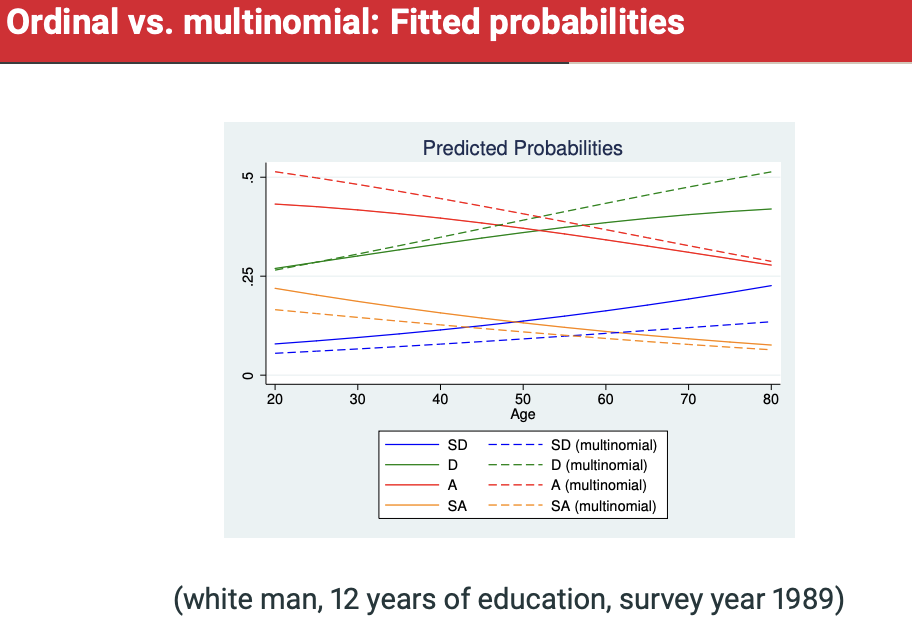 Ordinal vs. multinomial: Fitted probabilities
Predicted Probabilities
.5
.25
0
20 30 40 50 60 70 80
Age
SD SD (multinomial)
D D (multinomial)
A A (multinomial)
SA SA (multinomial)
(white man, 12 years of education, survey year 1989)